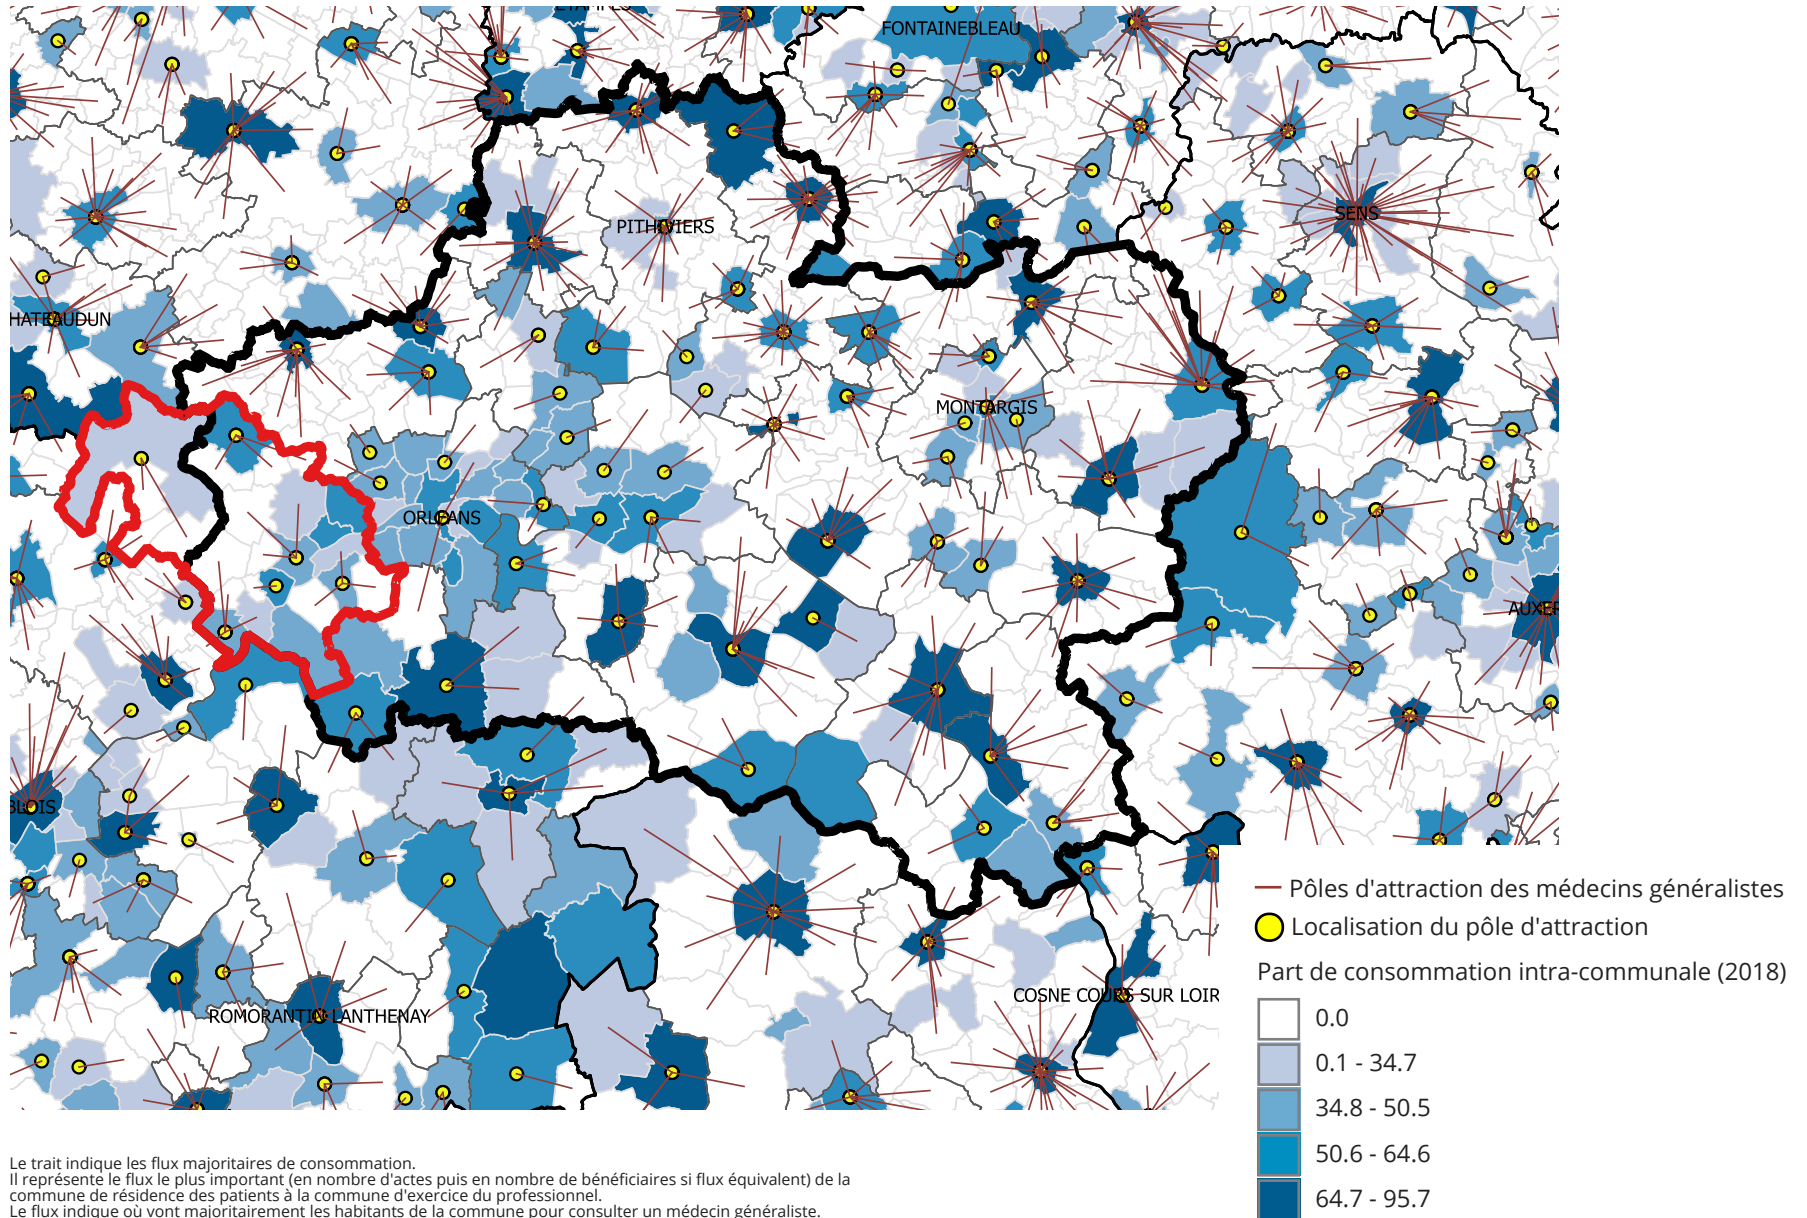 FONTAINEBLEAU
PITHIVIERS
SENS
MONTARGIS
ORLEANS
COSNE COURS SUR LOIR
ROMORANTIN LANTHENAY
Pôles d'attraction des médecins généralistes
Localisation du pôle d'attraction
Part de consommation intra-communale (2018)
0.0
0.1 - 34.7
34.8 - 50.5
50.6 - 64.6
64.7 - 95.7
Le trait indique les flux majoritaires de consommation.
Il représente le flux le plus important (en nombre d'actes puis en nombre de bénéficiaires si flux équivalent) de la
commune de résidence des patients à la commune d'exercice du professionnel.
Le flux indique où vont majoritairement les habitants de la commune pour consulter un médecin généraliste.